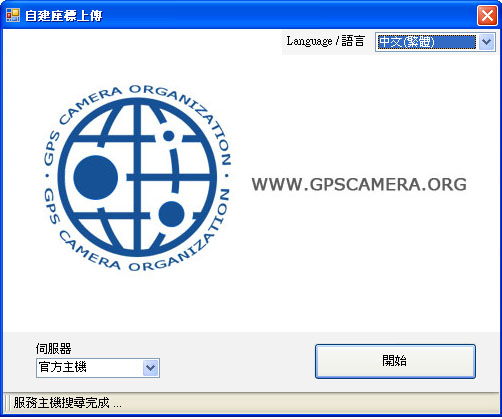 自建座標上傳
Language / 語言
中文(繁體)
GPS CAMERA ORGANIZATION
WWW.GPSCAMERA.ORG
· GPS CAMERA ORGANIZATION ·
伺服器
官方主機
開始
服務主機搜尋完成 ...